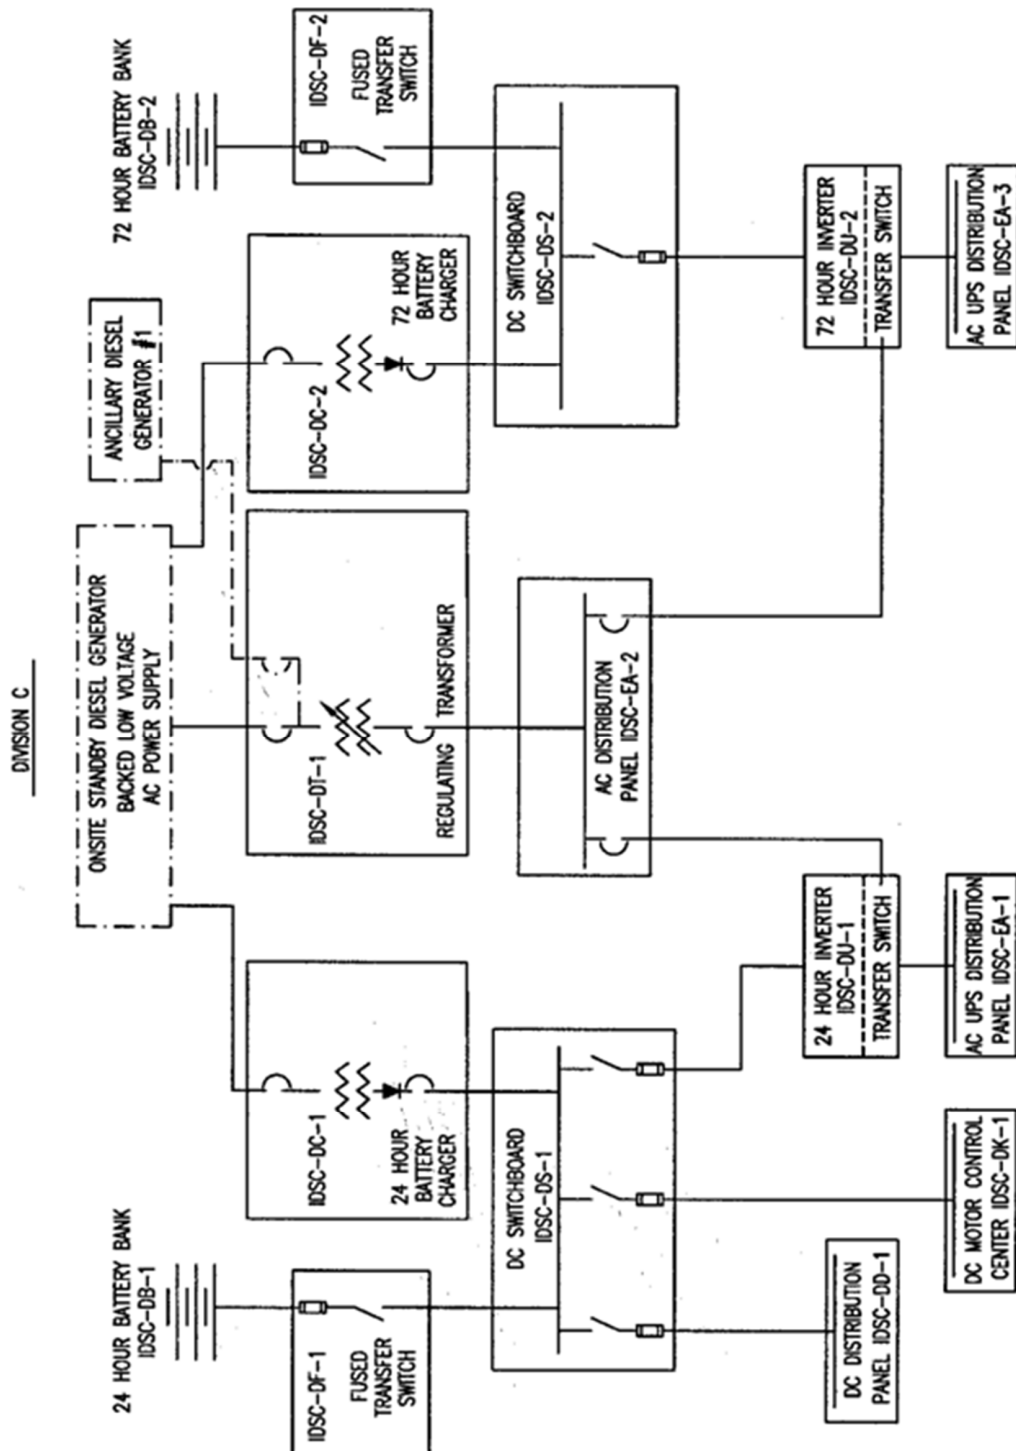 DIVISION C
ONSITE STANDBY DIESEL GENERATOR
BACKED LOW VOLTAGE
AC POWER SUPPLY
ANCILLARY DIESEL
GENERATOR #1
24 HOUR BATTERY BANK
IDSC-DB-1
72 HOUR BATTERY BANK
IDSC-DB-2
IDSC-DF-1
FUSED
TRANSFER
SWITCH
IDSC-DC-1
24 HOUR
BATTERY
CHARGER
IDSC-DT-1
REGULATING TRANSFORMER
IDSC-DC-2
72 HOUR
BATTERY
CHARGER
IDSC-DF-2
FUSED
TRANSFER
SWITCH
DC SWITCHBOARD
IDSC-DS-1
AC DISTRIBUTION
PANEL IDSC-EA-2
DC SWITCHBOARD
IDSC-DS-2
DC DISTRIBUTION
PANEL IDSC-DD-1
24 HOUR INVERTER
IDSC-DU-1
TRANSFER SWITCH
72 HOUR INVERTER
IDSC-DU-2
TRANSFER SWITCH
DC MOTOR CONTROL
CENTER IDSC-DK-1
AC UPS DISTRIBUTION
PANEL IDSC-EA-1
AC UPS DISTRIBUTION
PANEL IDSC-EA-3